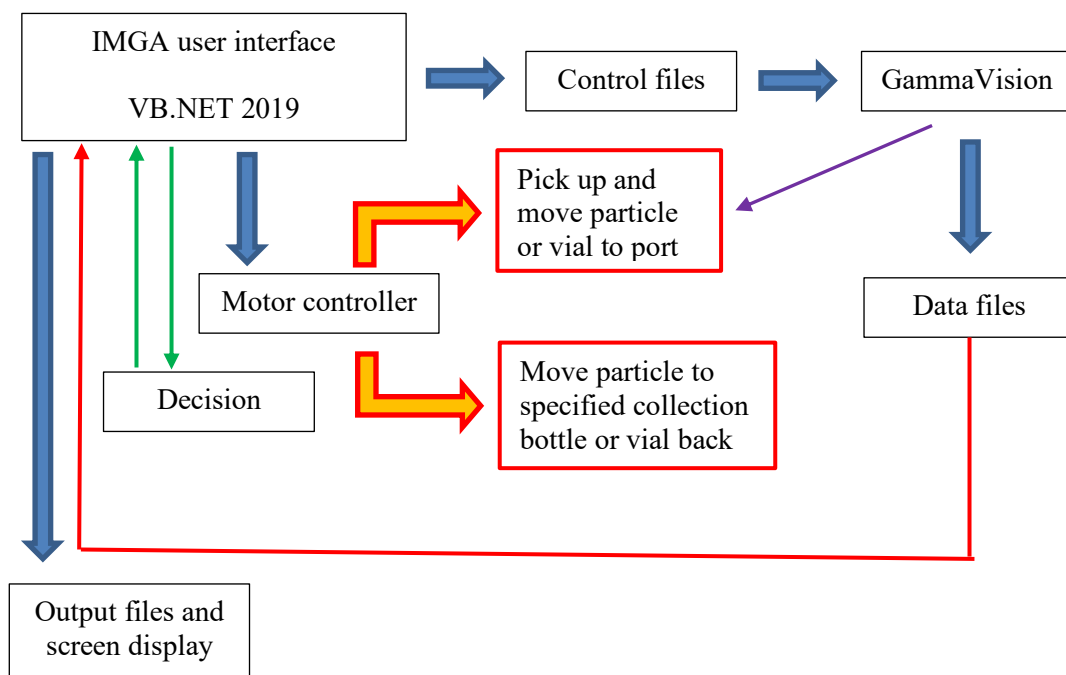 IMGA user interface
VB.NET 2019
Control files
GammaVision
Pick up and
move particle
or vial to port
Motor controller
Data files
Decision
Move particle to
specified collection
bottle or vial back
Output files and
screen display